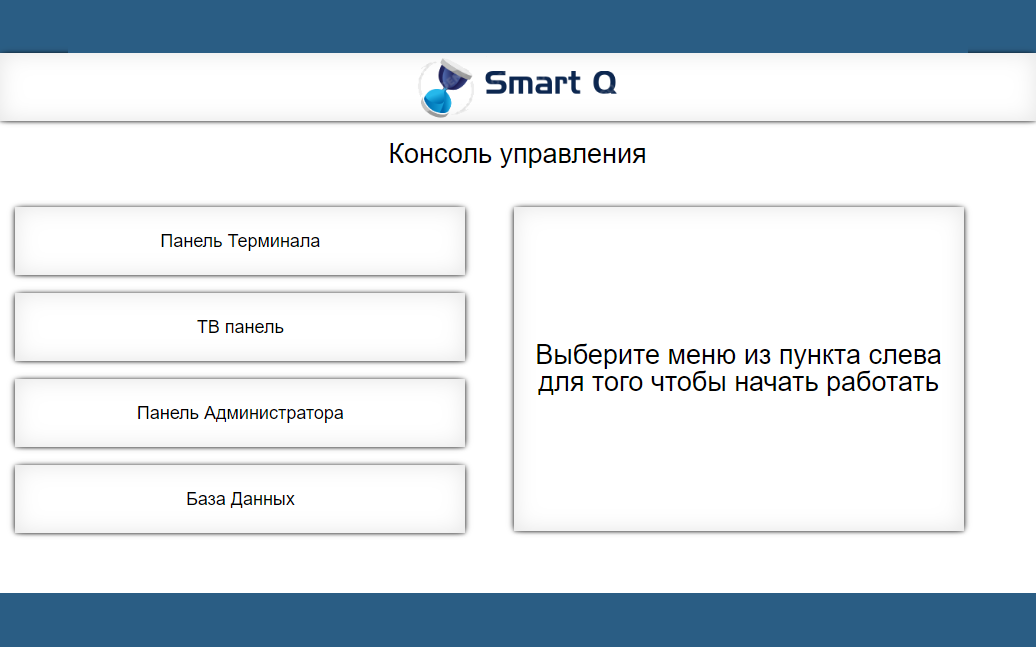 Smart Q
Консоль управления
Панель Терминала
ТВ панель
Панель Администратора
База Данных
Выберите меню из пункта слева
для того чтобы начать работать